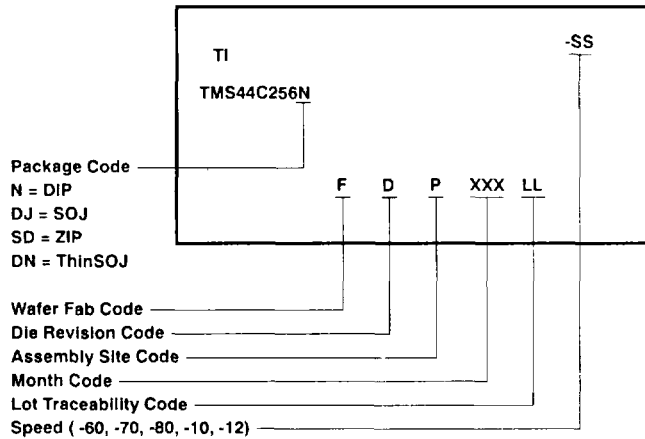 -SS
TI
TMS44C256N
Package Code
N = DIP
DJ = SOJ
SD = ZIP
DN = ThinSOJ
F D P XXX LL
Wafer Fab Code
Die Revision Code
Assembly Site Code
Month Code
Lot Traceability Code
Speed ( -60, -70, -80, -10, -12)